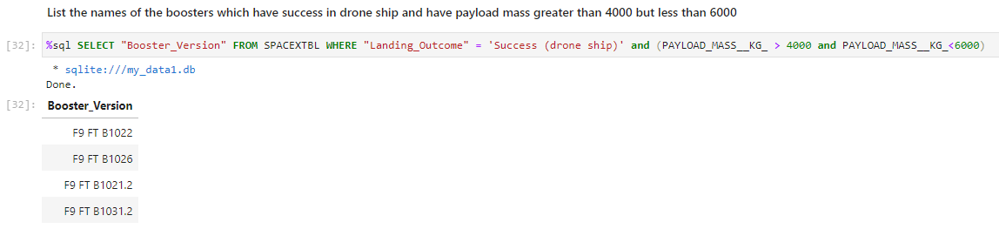 List the names of the boosters which have success in drone ship and have payload mass greater than 4000 but less than 6000
[32]: %sql SELECT "Booster_Version" FROM SPACEXTBL WHERE "Landing_Outcome" = 'Success (drone ship)' and (PAYLOAD_MASS__KG_ > 4000 and PAYLOAD_MASS__KG_<6000)
* sqlite:///my_data1.db
Done.
[32]: Booster_Version
F9 FT B1022
F9 FT B1026
F9 FT B1021.2
F9 FT B1031.2